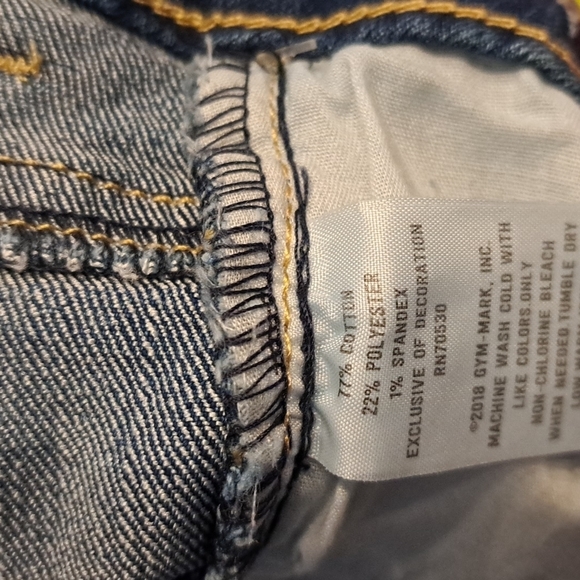 77% COTTON
22% POLYESTER
1% SPANDEX
EXCLUSIVE OF DECORATION
RN70530
©2018 GYM-MARK, INC.
MACHINE WASH COLD WITH
LIKE COLORS ONLY
NON-CHLORINE BLEACH
WHEN NEEDED TUMBLE DRY